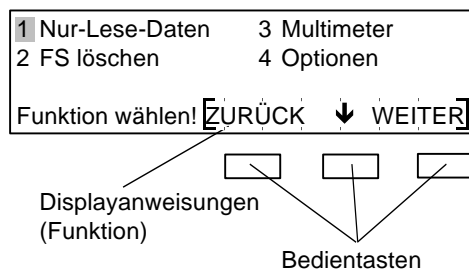 1 Nur-Lese-Daten 3 Multimeter
2 FS löschen 4 Optionen
Funktion wählen! [ZURÜCK ↓ WEITER]
Displayanweisungen
(Funktion)
Bedientasten